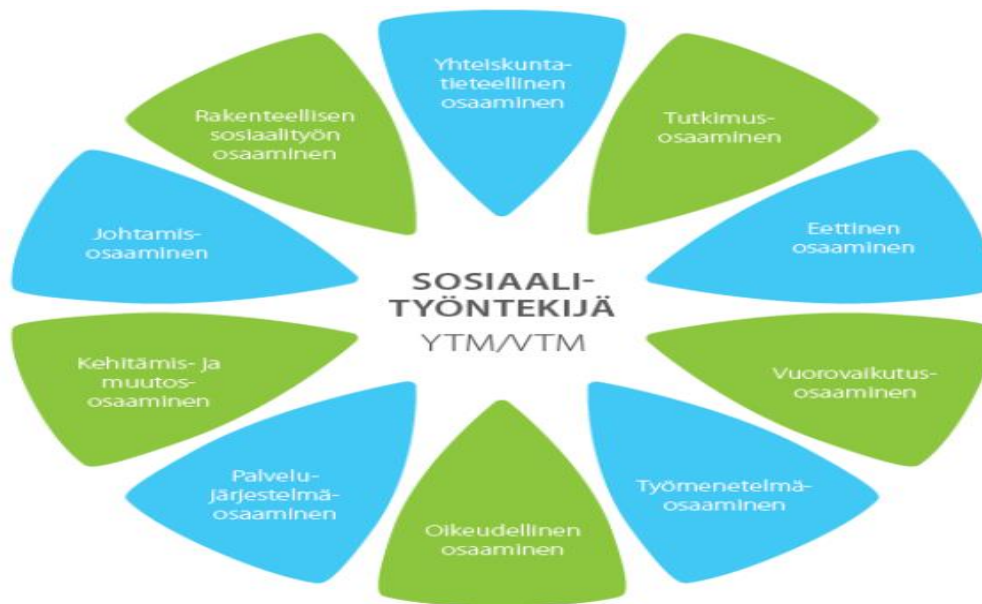 Yhteiskunta-
tieteellinen
osaaminen
Tutkimus-
osaaminen
Eettinen
osaaminen
Vuorovaikutus-
osaaminen
Työmenetelmä-
osaaminen
Oikeudellinen
osaaminen
Palvelu-
järjestelmä-
osaaminen
Kehitämis- ja
muutos-
osaaminen
Johtamis-
osaaminen
Rakenteellisen
sosiaalityön
osaaminen
SOSIAALI-
TYÖNTEKIJÄ
YTM/VTM